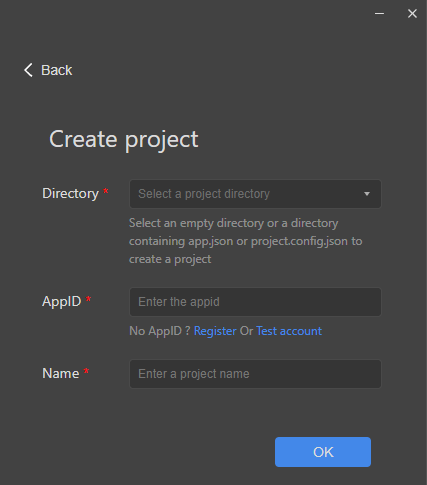 Back
Create project
Directory *
Select a project directory
Select an empty directory or a directory
containing app.json or project.config.json to
create a project
AppID *
Enter the appid
No AppID ? Register Or Test account
Name *
Enter a project name
OK